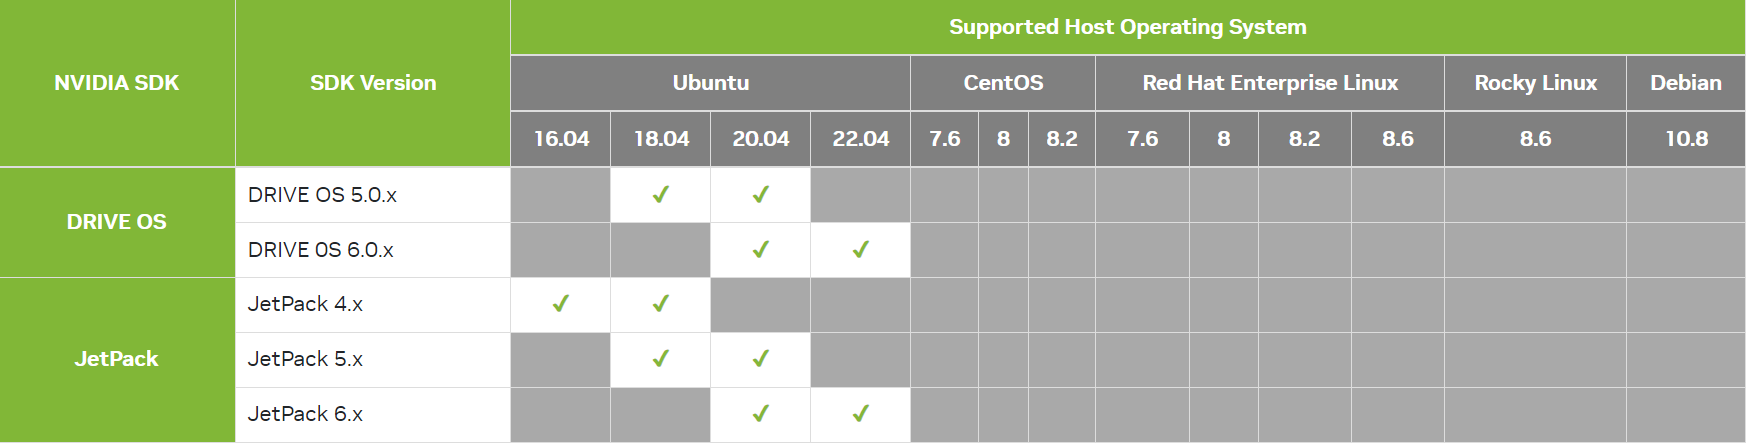 NVIDIA SDK
SDK Version
Supported Host Operating System
Ubuntu CentOS Red Hat Enterprise Linux Rocky Linux Debian
16.04 18.04 20.04 22.04 7.6 8 8.2 7.6 8 8.2 8.6 8.6 10.8
DRIVE OS
DRIVE OS 5.0.x ✓ ✓
DRIVE 0S 6.0.x ✓ ✓
JetPack
JetPack 4.x ✓ ✓
JetPack 5.x ✓ ✓
JetPack 6.x ✓ ✓